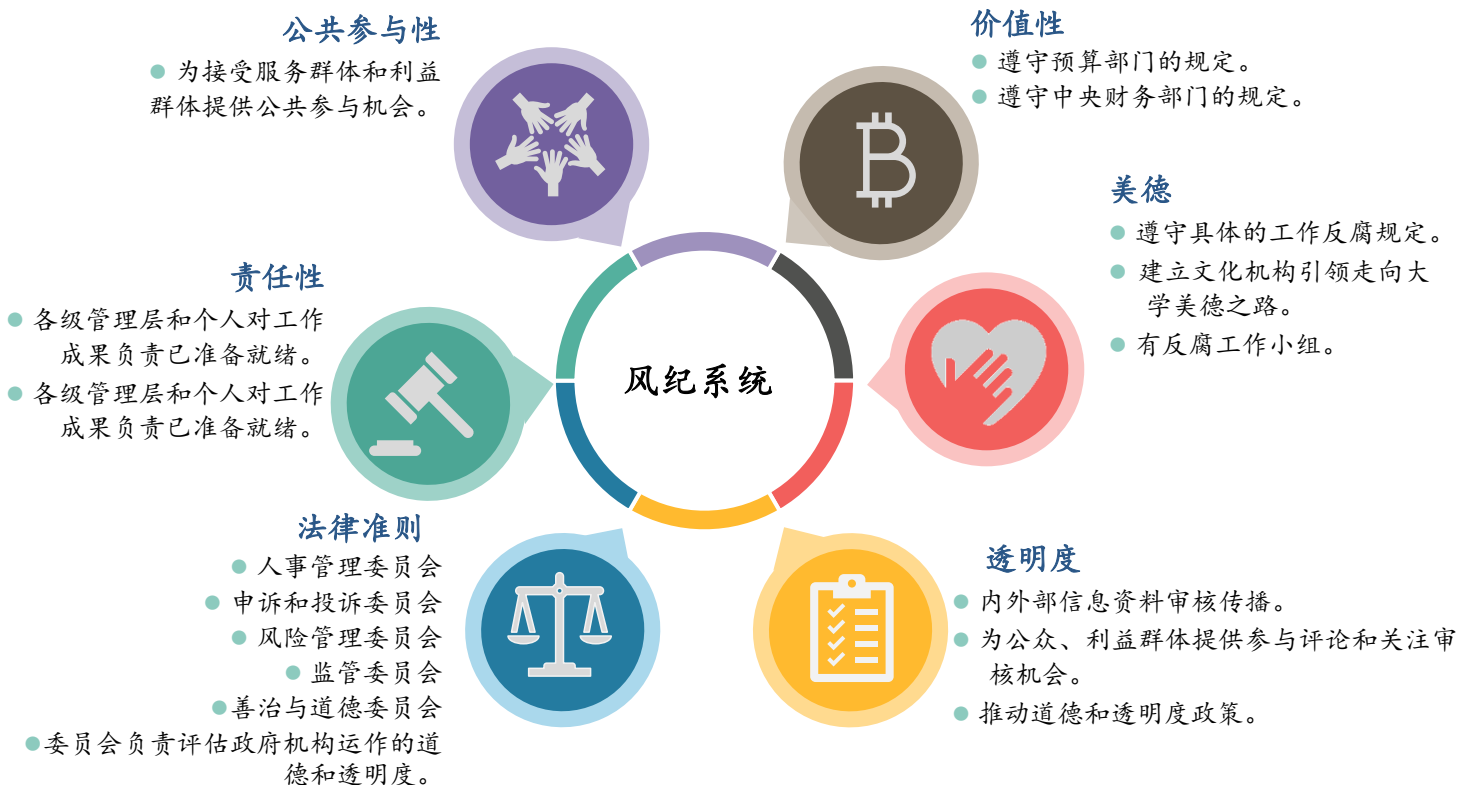 公共参与性
为接受服务群体和利益
群体提供公共参与机会。
价值性
遵守预算部门的规定。
遵守中央财务部门的规定。
美德
遵守具体的工作反腐规定。
建立文化机构引领走向大
学美德之路。
有反腐工作小组。
责任性
各级管理层和个人对工作
成果负责已准备就绪。
各级管理层和个人对工作
成果负责已准备就绪。
风纪系统
法律准则
人事管理委员会
申诉和投诉委员会
风险管理委员会
监管委员会
善治与道德委员会
委员会负责评估政府机构运作的道
德和透明度。
透明度
内外部信息资料审核传播。
为公众、利益群体提供参与评论和关注审
核机会。
推动道德和透明度政策。